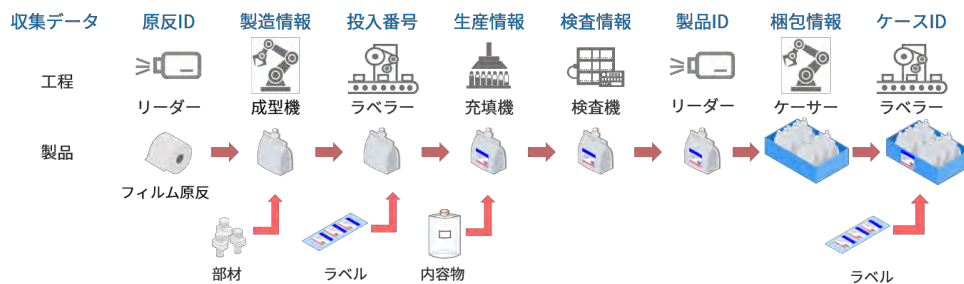 収集データ
原反ID
製造情報
投入番号
生産情報
検査情報
製品ID
梱包情報
ケースID
工程
リーダー
成型機
ラベラー
充填機
検査機
リーダー
ケーサー
ラベラー
製品
フィルム原反
部材
ラベル
内容物
ラベル